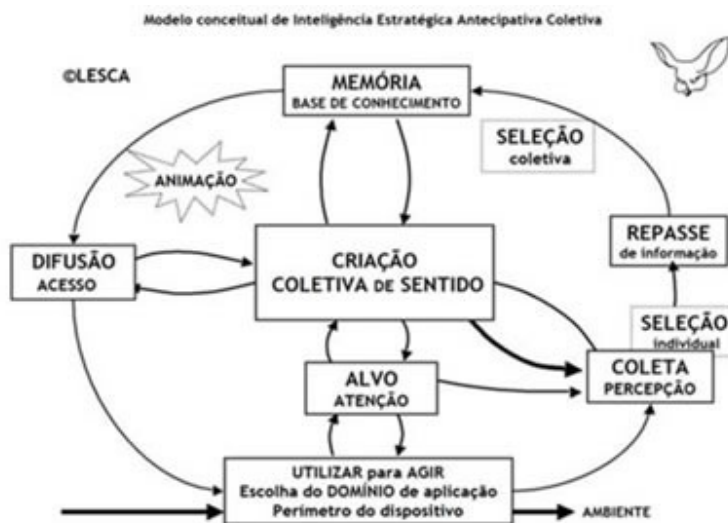 Modelo conceitual de Inteligência Estratégica Antecipativa Coletiva
©LESCA
MEMÓRIA
BASE DE CONHECIMENTO
SELEÇÃO
coletiva
ANIMAÇÃO
REPASSE
de informação
DIFUSÃO
ACESSO
CRIAÇÃO
COLETIVA DE SENTIDO
SELEÇÃO
individual
COLETA
PERCEPÇÃO
ALVO
ATENÇÃO
UTILIZAR para AGIR
Escolha do DOMÍNIO de aplicação
Perímetro do dispositivo
AMBIENTE